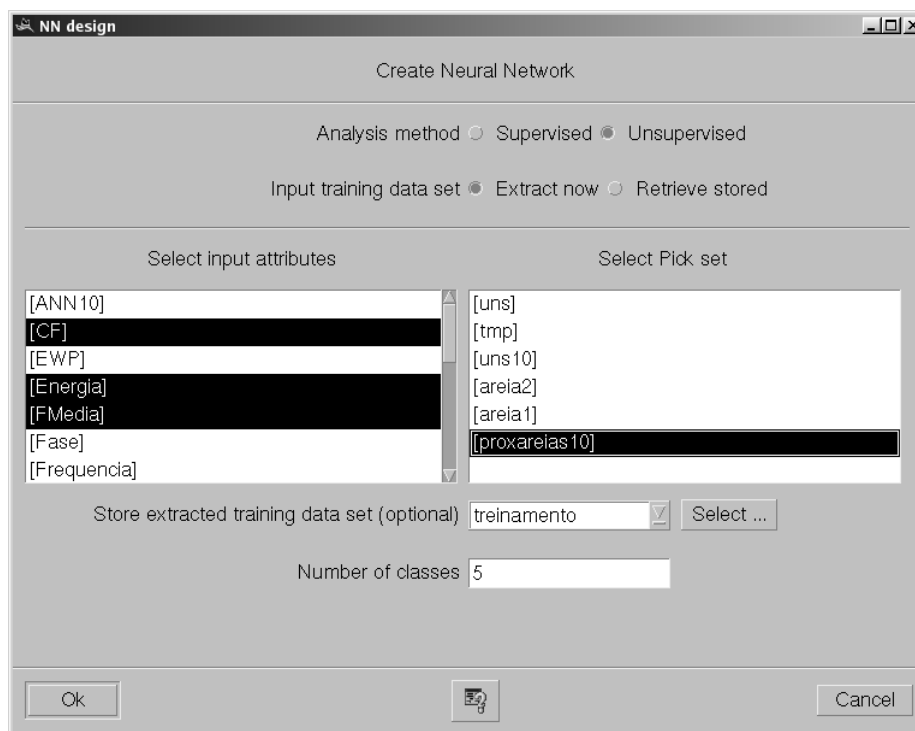 NN design
Create Neural Network
Analysis method Supervised Unsupervised
Input training data set Extract now Retrieve stored
Select input attributes
[ANN10]
[CF]
[EWP]
[Energia]
[FMedia]
[Fase]
[Frequencia]
Select Pick set
[uns]
[tmp]
[uns10]
[areia2]
[areia1]
[proxareias10]
Store extracted training data set (optional) treinamento Select ...
Number of classes 5
Ok Cancel